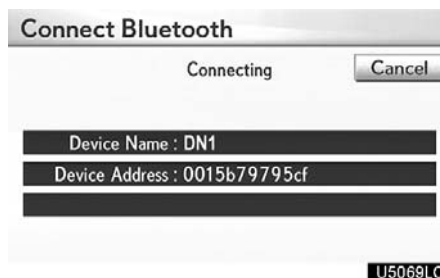 Connect Bluetooth
Connecting Cancel
Device Name : DN1
Device Address : 0015b79795cf
U5069LC